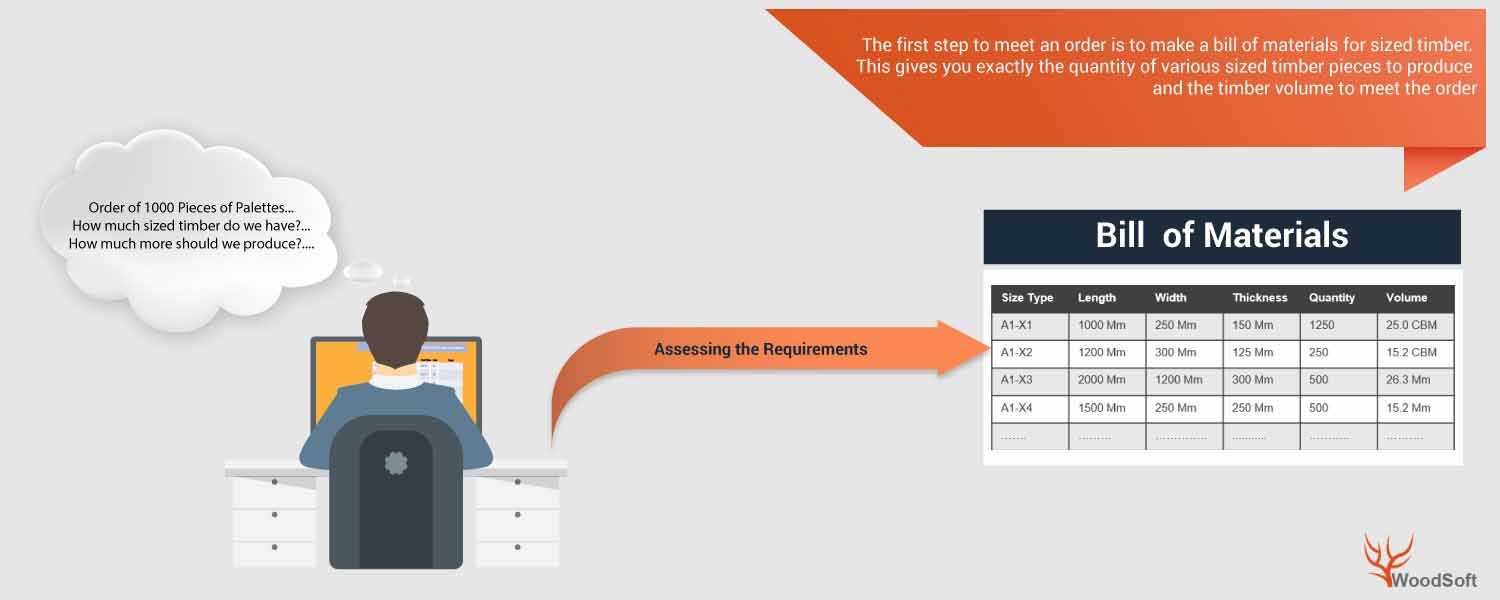 The first step to meet an order is to make a bill of materials for sized timber.
This gives you exactly the quantity of various sized timber pieces to produce
and the timber volume to meet the order
Order of 1000 Pieces of Palettes...
How much sized timber do we have?...
How much more should we produce?....
Assessing the Requirements
Bill of Materials
Size Type Length Width Thickness Quantity Volume
A1-X1 1000 Mm 250 Mm 150 Mm 1250 25.0 CBM
A1-X2 1200 Mm 300 Mm 125 Mm 250 15.2 CBM
A1-X3 2000 Mm 1200 Mm 300 Mm 500 26.3 Mm
A1-X4 1500 Mm 250 Mm 250 Mm 500 15.2 Mm
....... ......... ............. ........... ........... ..........
WoodSoft